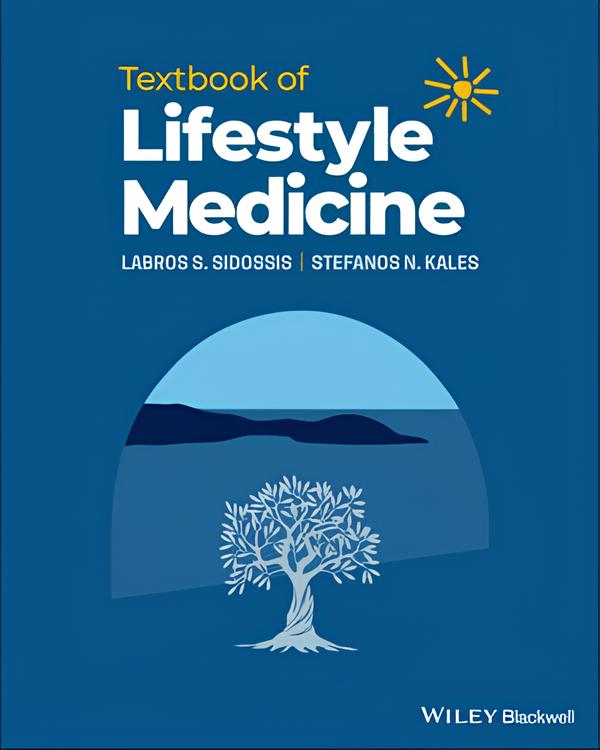 Textbook of
Lifestyle
Medicine
LABROS S. SIDOSSIS | STEFANOS N. KALES
WILEY Blackwell